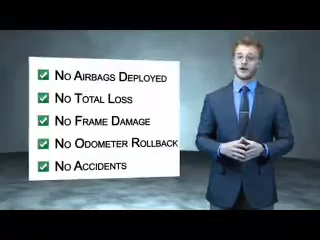 No Airbags Deployed
No Total Loss
No Frame Damage
No Odometer Rollback
No Accidents